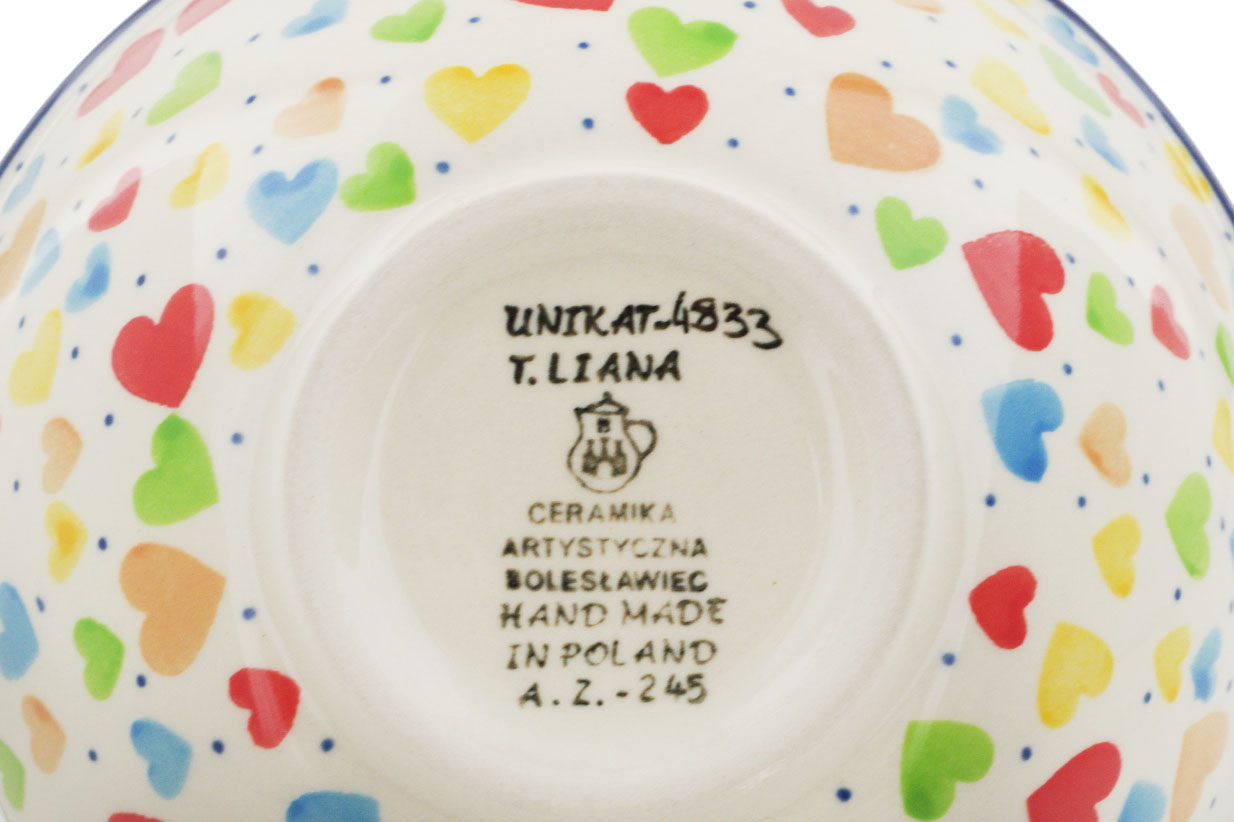 UNIKAT-4833
T. LIANA
CERAMIKA
ARTYSTYCZNA
BOLESŁAWIEC
HAND MADE
IN POLAND
A.Z.-245